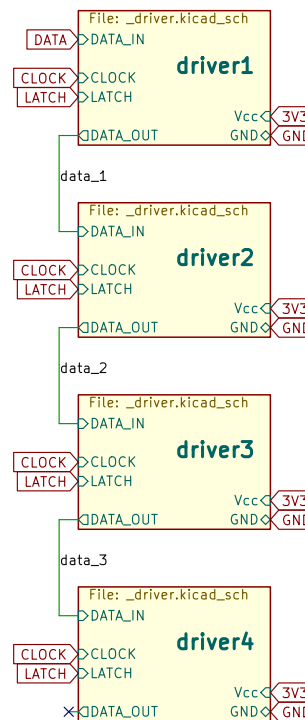 File: _driver.kicad_sch
DATA DATA_IN
driver1
CLOCK CLOCK
LATCH LATCH
Vcc 3V3
DATA_OUT GND GND
data_1
File: _driver.kicad_sch
DATA_IN
driver2
CLOCK CLOCK
LATCH LATCH
Vcc 3V3
DATA_OUT GND GND
data_2
File: _driver.kicad_sch
DATA_IN
driver3
CLOCK CLOCK
LATCH LATCH
Vcc 3V3
DATA_OUT GND GND
data_3
File: _driver.kicad_sch
DATA_IN
driver4
CLOCK CLOCK
LATCH LATCH
Vcc 3V3
DATA_OUT GND GND